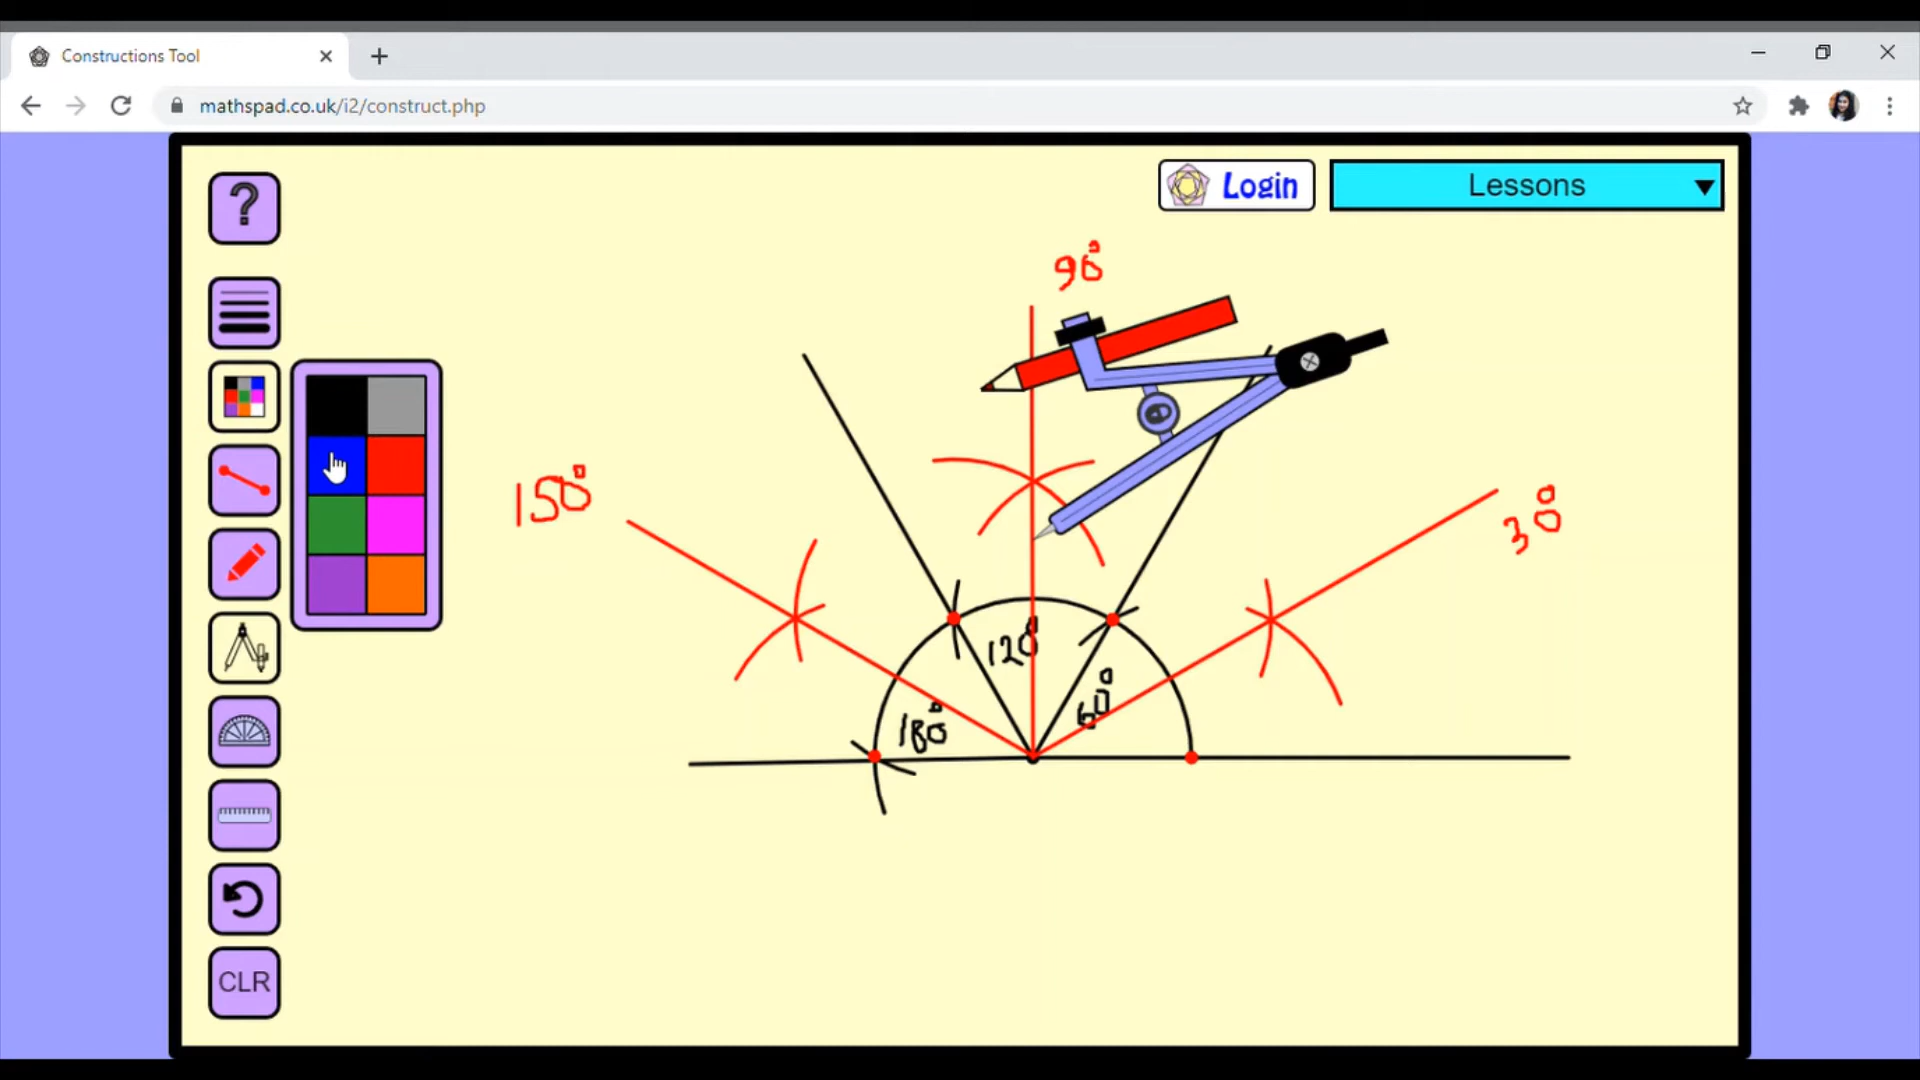 Constructions Tool
mathspad.co.uk/i2/construct.php
?
Login
Lessons
90°
150°
30°
120°
60°
180°
CLR